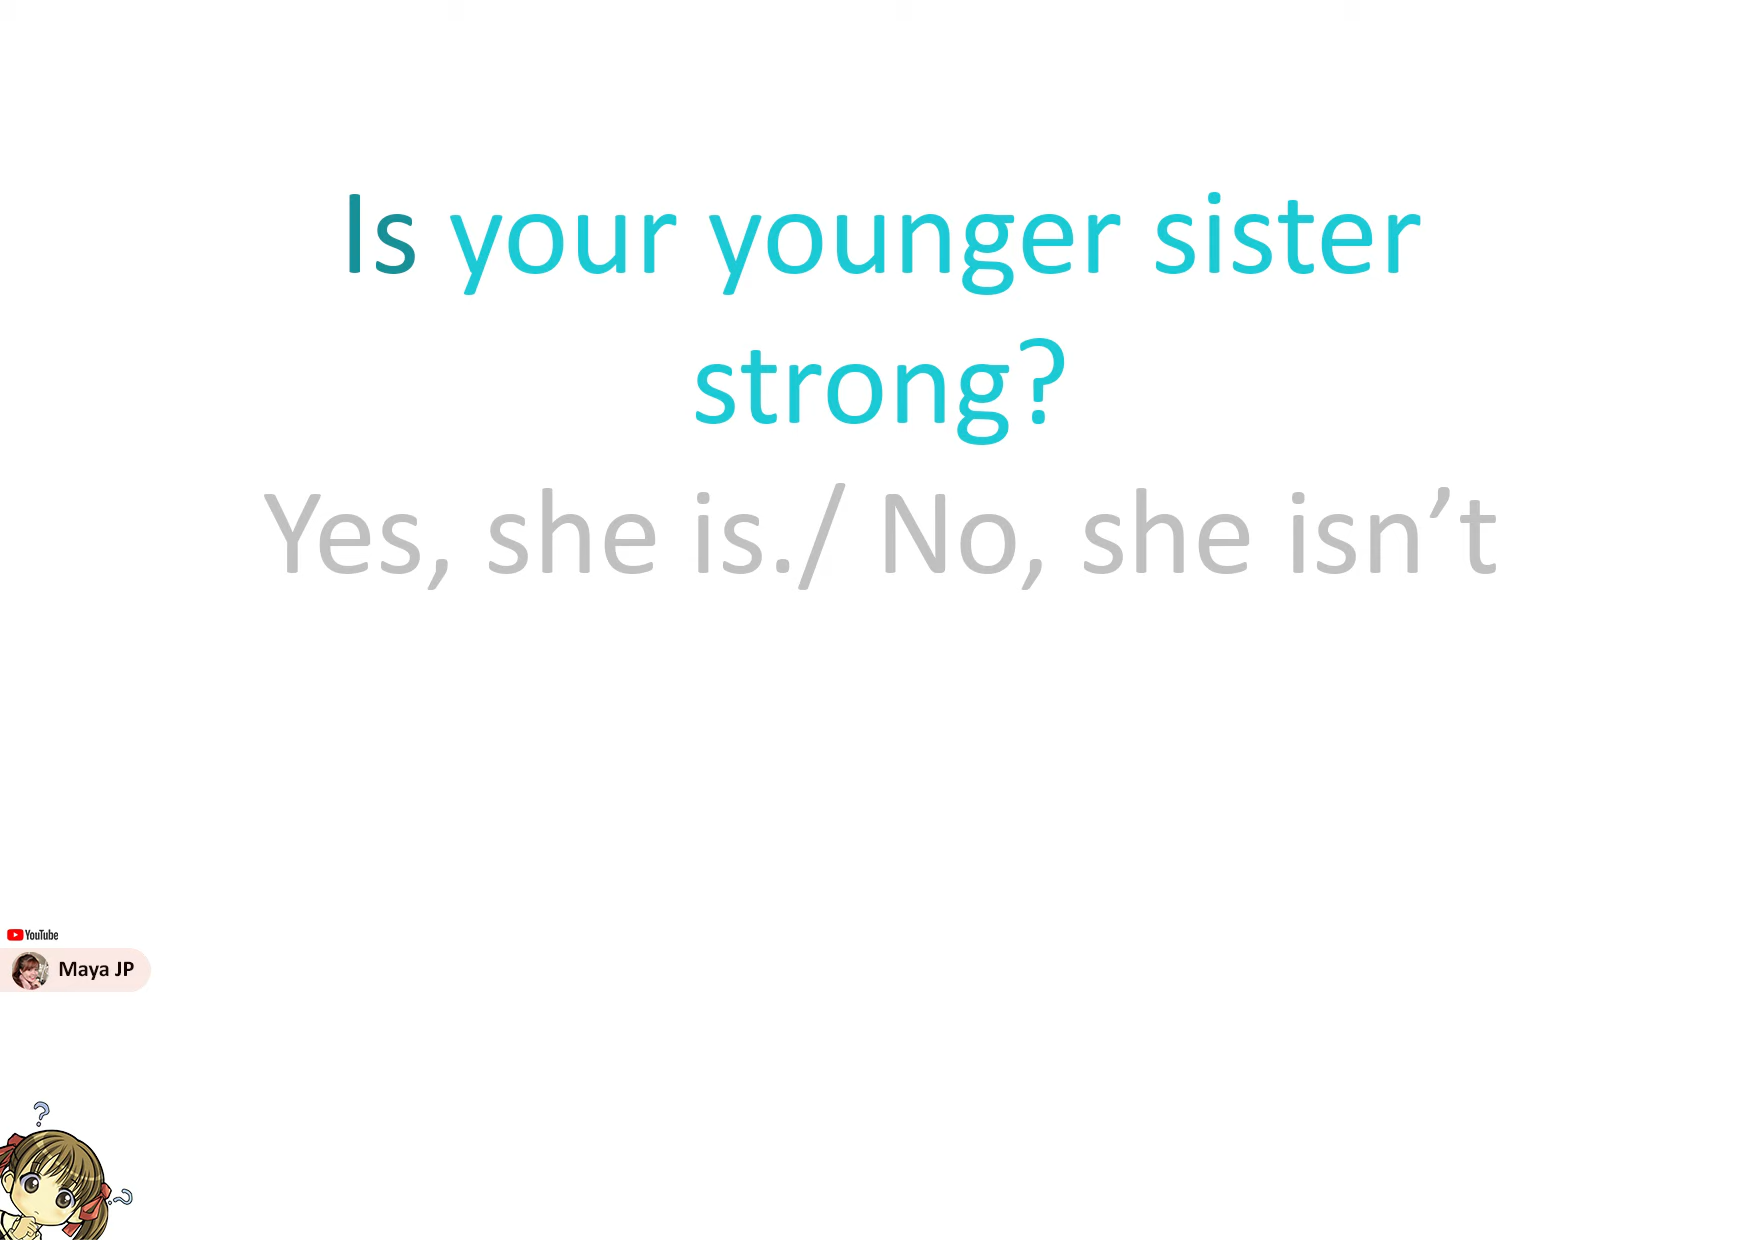 Is your younger sister
strong?
Yes, she is./ No, she isn’t
YouTube
Maya JP
?
?